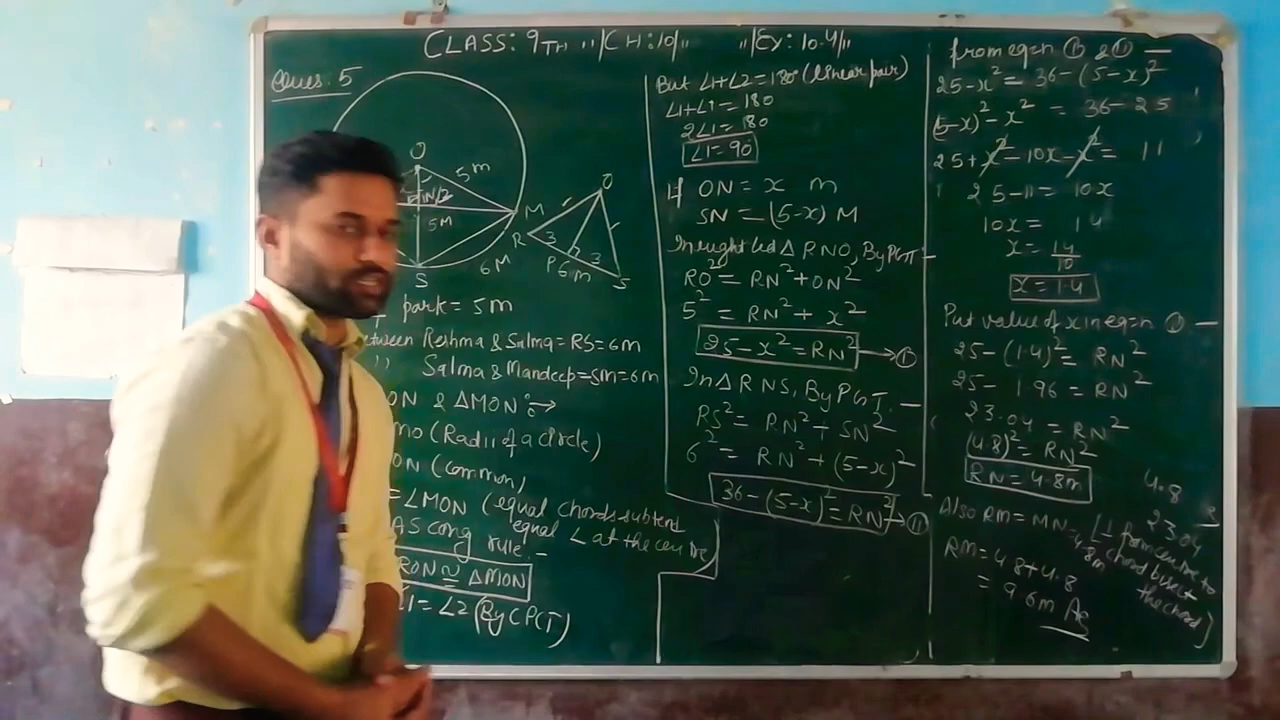 CLASS: 9TH "/CH:10/" "/EX: 10.4/"
Ques: 5
O
5m
N
5M
M
6M
S
O
R
3
P
3
6m
S
park = 5m
etween Reshma & Salma = RS = 6m
" Salma & Mandeep = SM = 6m
ON & ΔMON :→
MO (Radii of a circle)
ON (common)
= ∠MON (equal chords subtend
equal ∠ at the centre)
AS cong rule -
RON ≅ ΔMON
∠1 = ∠2 (By CPCT)
But ∠1+∠2 = 180° (linear pair)
∠1+∠1 = 180
2∠1 = 180
∠1 = 90
If ON = x m
SN = (5-x) M
In right ∠ed Δ RNO, By PGT -
RO² = RN² + ON²
5² = RN² + x²
25 - x² = RN² → (i)
In Δ RNS, By PGT. -
RS² = RN² + SN²
6² = RN² + (5-x)²
36 - (5-x)² = RN² → (ii)
from eqn (i) & (ii) —
25-x² = 36-(5-x)²
(5-x)² - x² = 36-25
25+x²-10x-x² = 11
25-11 = 10x
10x = 14
x = 14/10
x = 1.4
Put value of x in eqn (i) —
25-(1.4)² = RN²
25- 1.96 = RN²
23.04 = RN²
(4.8)² = RN²
RN = 4.8m
4.8
23.04
Also RM = MN = 4.8m [⊥ from centre to
chord bisect
the chord]
RM = 4.8+4.8
= 9.6m As